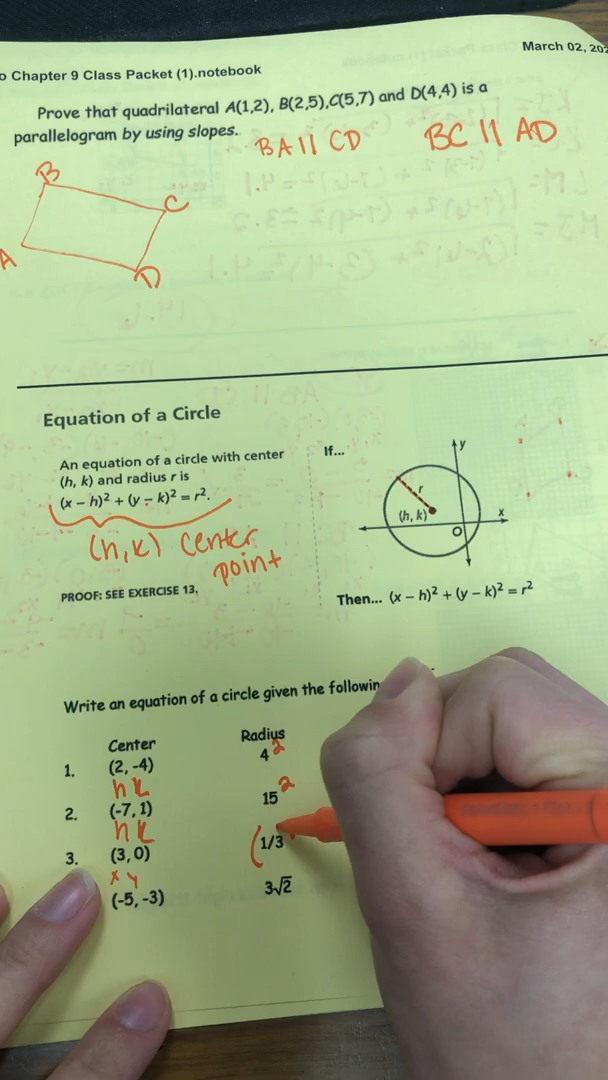 March 02, 202
o Chapter 9 Class Packet (1).notebook
Prove that quadrilateral A(1,2), B(2,5),C(5,7) and D(4,4) is a
parallelogram by using slopes.
BA || CD
BC || AD
B
C
A
D
Equation of a Circle
An equation of a circle with center
(h, k) and radius r is
(x – h)² + (y – k)² = r².
(h,k) center
point
PROOF: SEE EXERCISE 13.
If...
y
r
(h, k)
x
O
Then... (x – h)² + (y – k)² = r²
Write an equation of a circle given the followin
Center Radius
1. (2, -4) 4²
h k
2. (-7, 1) 15²
h k
3. (3, 0) (1/3
x y
(-5, -3) 3√2